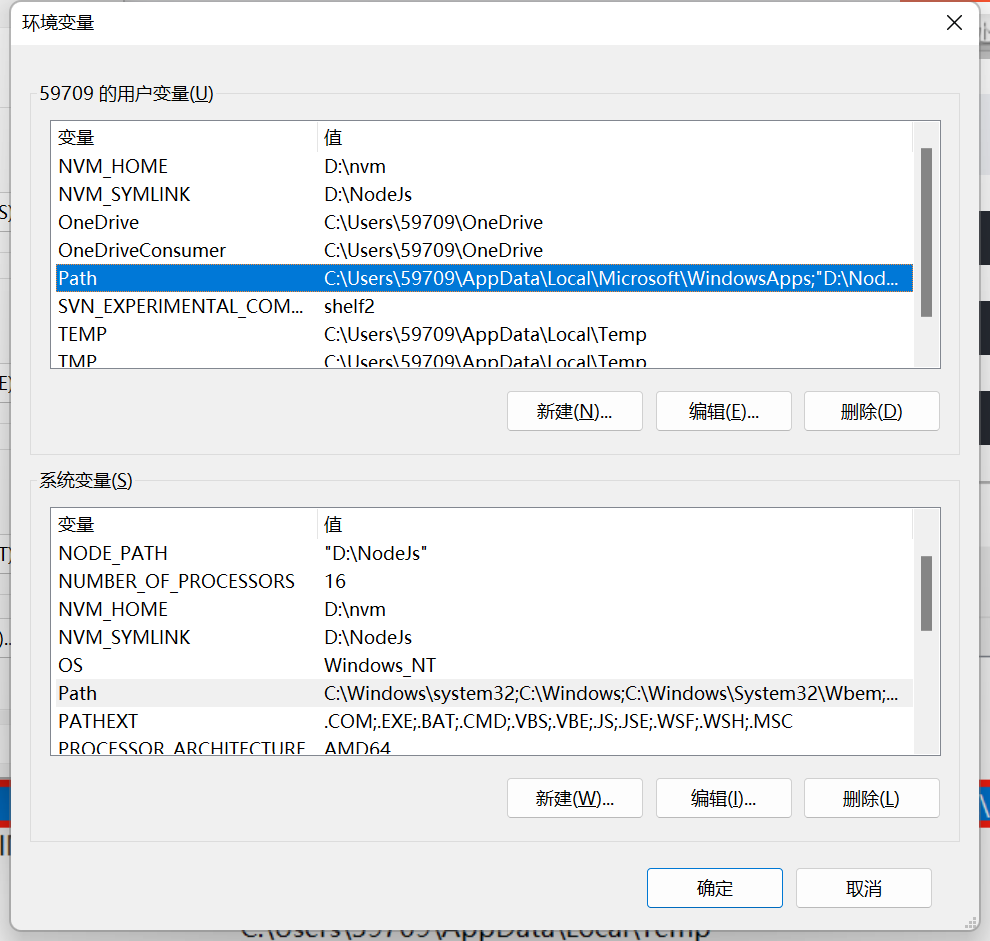 环境变量
59709 的用户变量(U)
变量 值
NVM_HOME D:\nvm
NVM_SYMLINK D:\NodeJs
OneDrive C:\Users\59709\OneDrive
OneDriveConsumer C:\Users\59709\OneDrive
Path C:\Users\59709\AppData\Local\Microsoft\WindowsApps;"D:\Nod...
SVN_EXPERIMENTAL_COM... shelf2
TEMP C:\Users\59709\AppData\Local\Temp
TMP C:\Users\59709\AppData\Local\Temp
新建(N)... 编辑(E)... 删除(D)
系统变量(S)
变量 值
NODE_PATH "D:\NodeJs"
NUMBER_OF_PROCESSORS 16
NVM_HOME D:\nvm
NVM_SYMLINK D:\NodeJs
OS Windows_NT
Path C:\Windows\system32;C:\Windows;C:\Windows\System32\Wbem;...
PATHEXT .COM;.EXE;.BAT;.CMD;.VBS;.VBE;.JS;.JSE;.WSF;.WSH;.MSC
PROCESSOR_ARCHITECTURE AMD64
新建(W)... 编辑(I)... 删除(L)
确定 取消
C:\Users\59709\AppData\Local\Temp